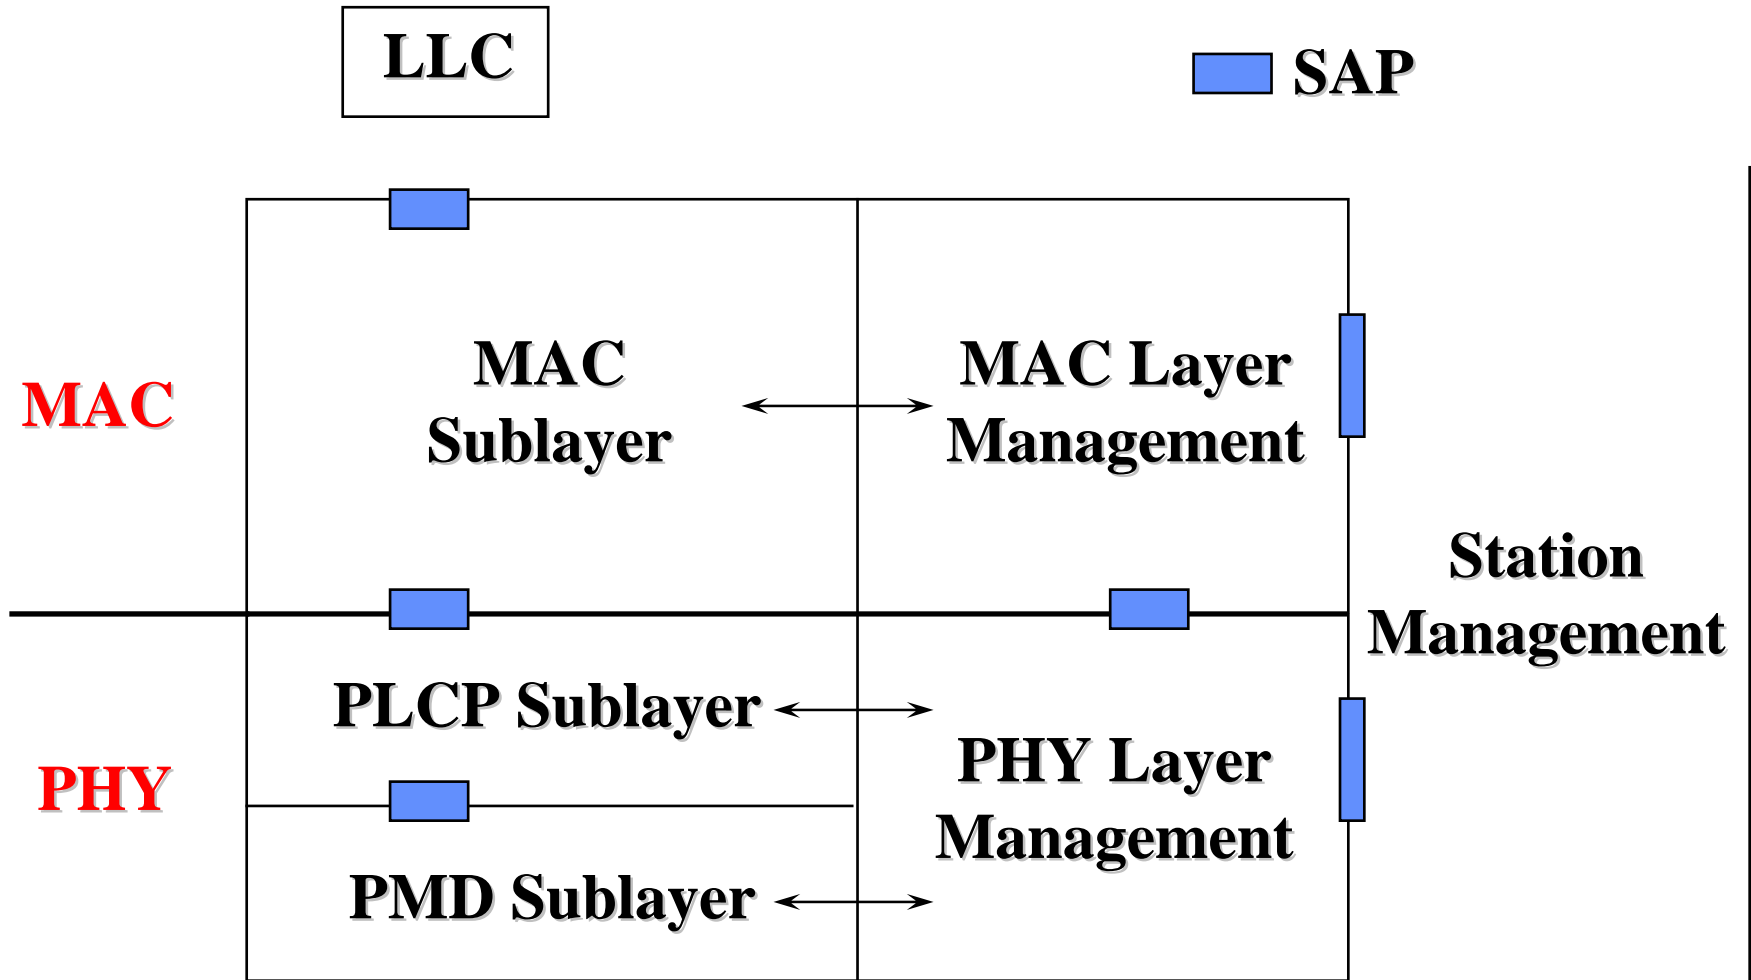 LLC
SAP
MAC
MAC
Sublayer
MAC Layer
Management
Station
Management
PHY
PLCP Sublayer
PMD Sublayer
PHY Layer
Management